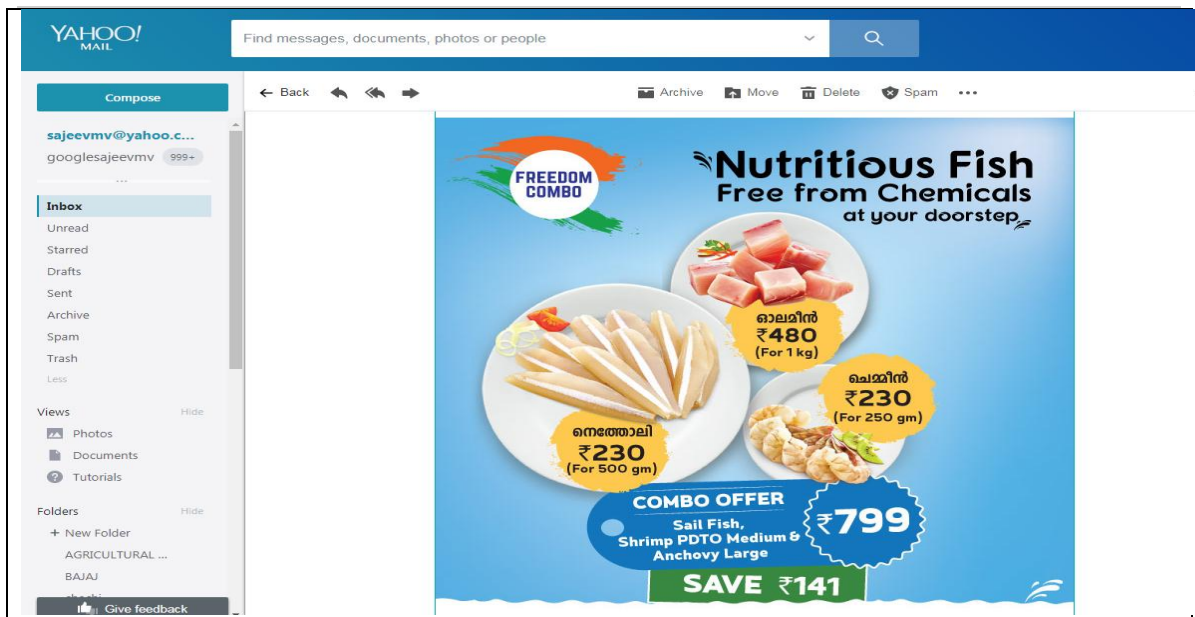 YAHOO!
MAIL
Find messages, documents, photos or people
Compose
Back
Archive
Move
Delete
Spam
sajeevmv@yahoo.c...
googlesajeevmv 999+
Inbox
Unread
Starred
Drafts
Sent
Archive
Spam
Trash
Less
Views Hide
Photos
Documents
Tutorials
Folders Hide
+ New Folder
AGRICULTURAL ...
BAJAJ
Give feedback
FREEDOM
COMBO
Nutritious Fish
Free from Chemicals
at your doorstep
ഓലമീൻ
₹480
(For 1 kg)
ചെമ്മീൻ
₹230
(For 250 gm)
നെത്തോലി
₹230
(For 500 gm)
COMBO OFFER
Sail Fish,
Shrimp PDTO Medium &
Anchovy Large
₹799
SAVE ₹141